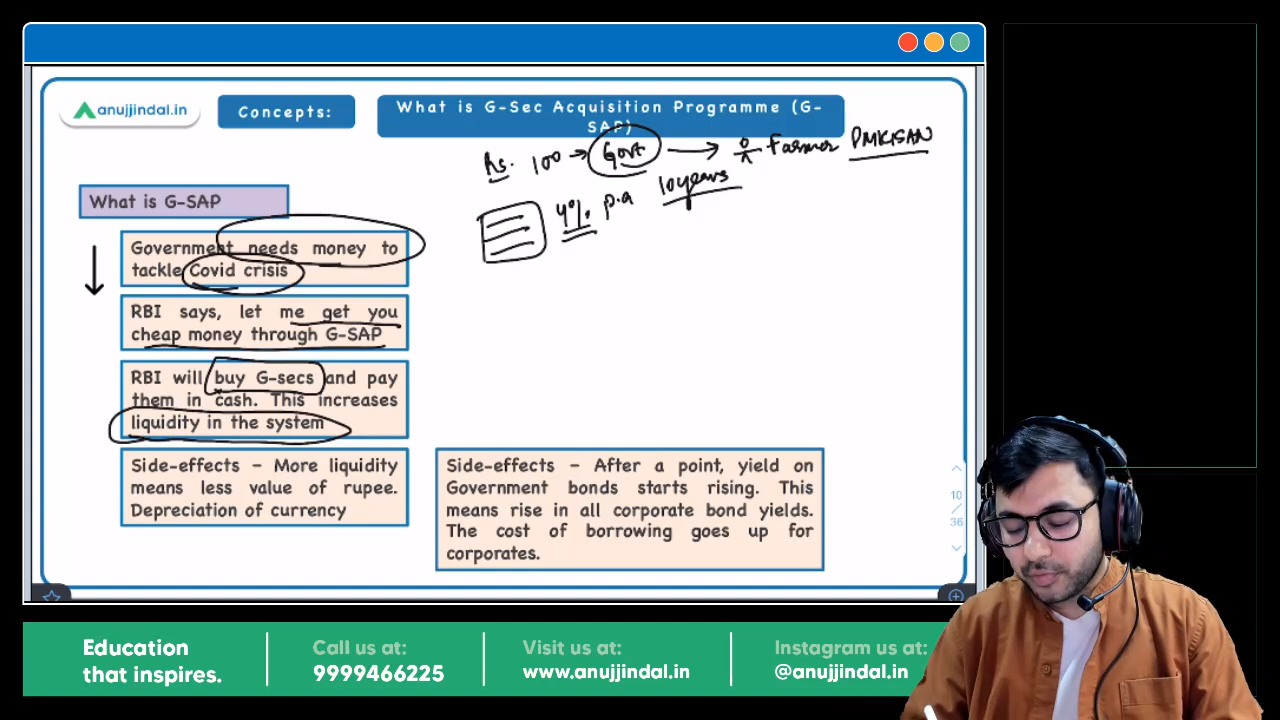 anujjindal.in
Concepts:
What is G-Sec Acquisition Programme (G-
SAP)
Rs. 100 → Govt → Farmer PMKISAN
4% p.a 10 years
What is G-SAP
Government needs money to
tackle Covid crisis
RBI says, let me get you
cheap money through G-SAP
RBI will buy G-secs and pay
them in cash. This increases
liquidity in the system
Side-effects – More liquidity
means less value of rupee.
Depreciation of currency
Side-effects – After a point, yield on
Government bonds starts rising. This
means rise in all corporate bond yields.
The cost of borrowing goes up for
corporates.
10
/
36
Education
that inspires.
Call us at:
9999466225
Visit us at:
www.anujjindal.in
Instagram us at:
@anujjindal.in